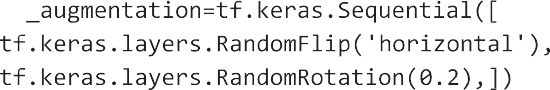 _augmentation=tf.keras.Sequential([
tf.keras.layers.RandomFlip('horizontal'),
tf.keras.layers.RandomRotation(0.2),])